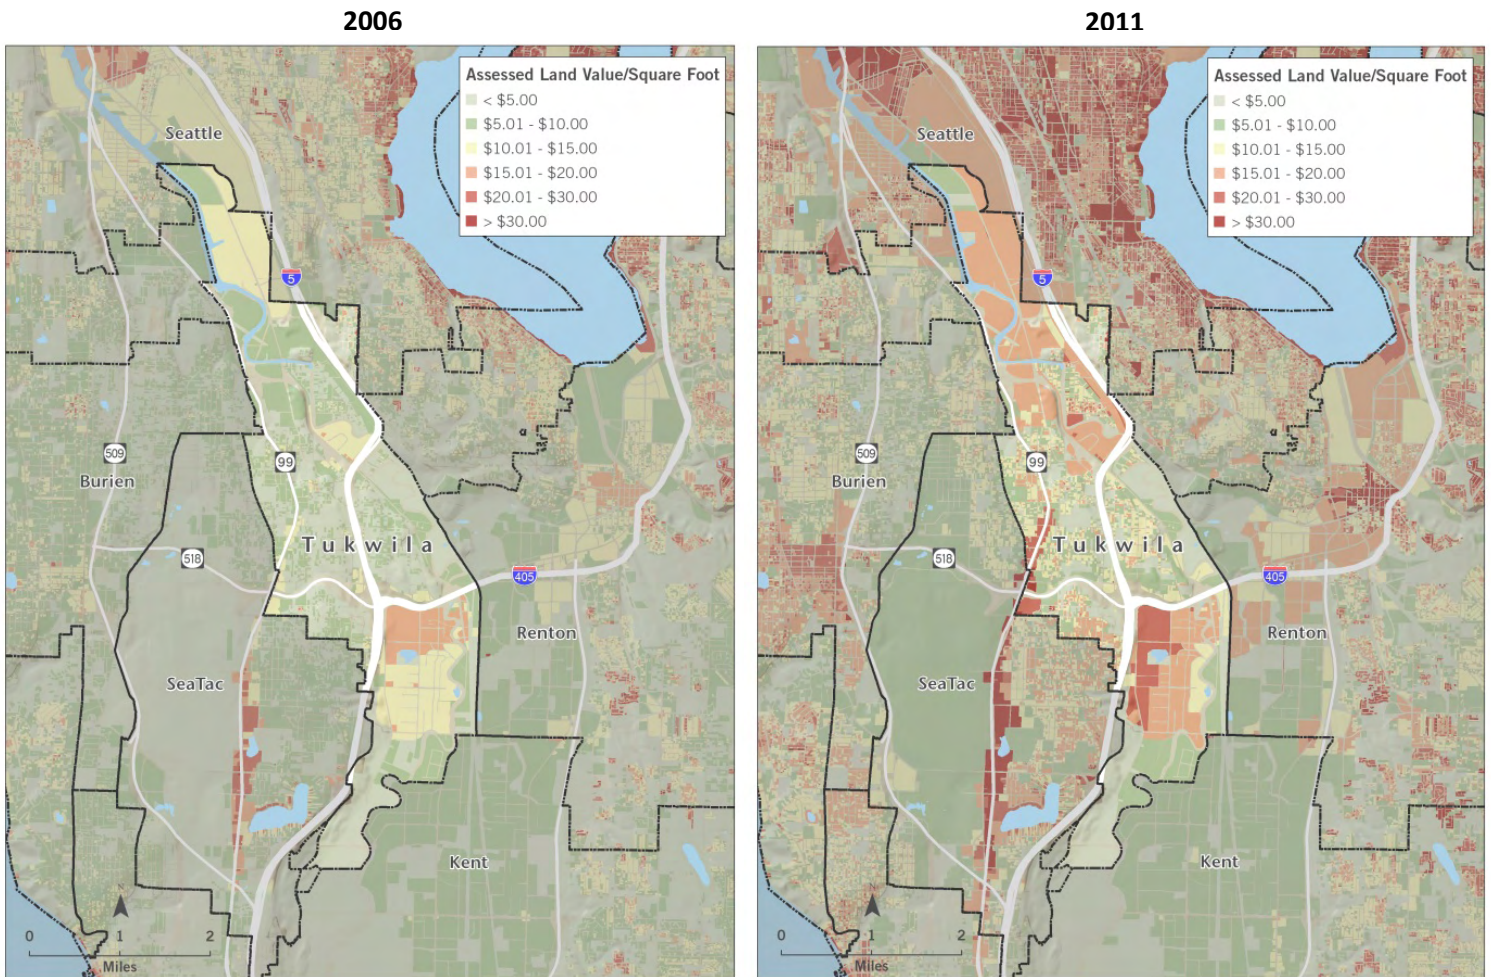 2006
Assessed Land Value/Square Foot
< $5.00
$5.01 - $10.00
$10.01 - $15.00
$15.01 - $20.00
$20.01 - $30.00
> $30.00
Seattle
5
509
99
Burien
Tukwila
518
405
Renton
SeaTac
Kent
N
0 1 2
Miles
2011
Assessed Land Value/Square Foot
< $5.00
$5.01 - $10.00
$10.01 - $15.00
$15.01 - $20.00
$20.01 - $30.00
> $30.00
Seattle
5
509
99
Burien
Tukwila
518
405
Renton
SeaTac
Kent
N
0 1 2
Miles